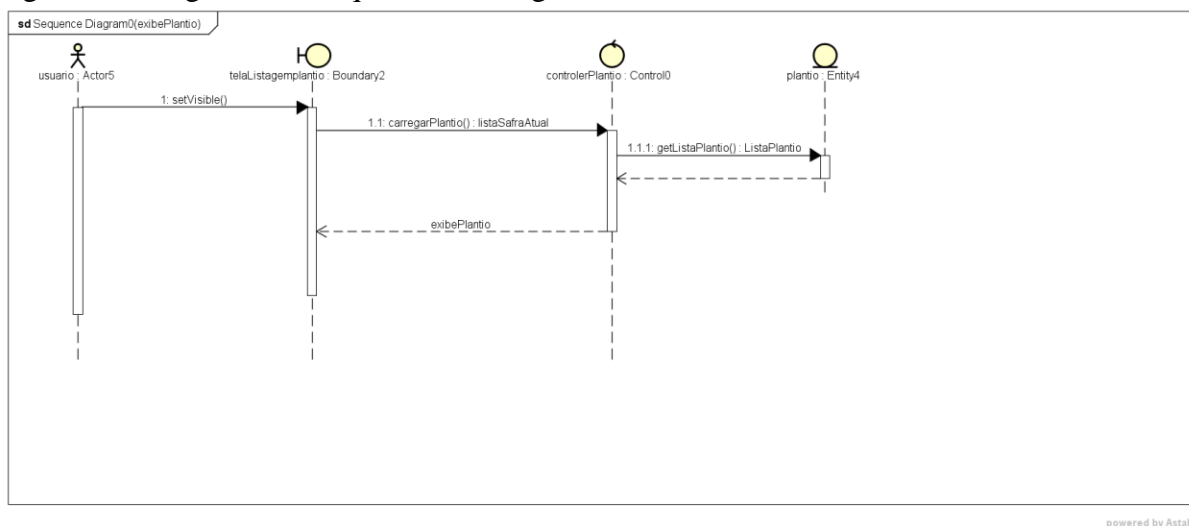 sd Sequence Diagram0(exibePlantio)
usuario : Actor5
telaListagemplantio : Boundary2
controlerPlantio : Control0
plantio : Entity4
1: setVisible()
1.1: carregarPlantio() : listaSafraAtual
1.1.1: getListaPlantio() : ListaPlantio
exibePlantio
powered by